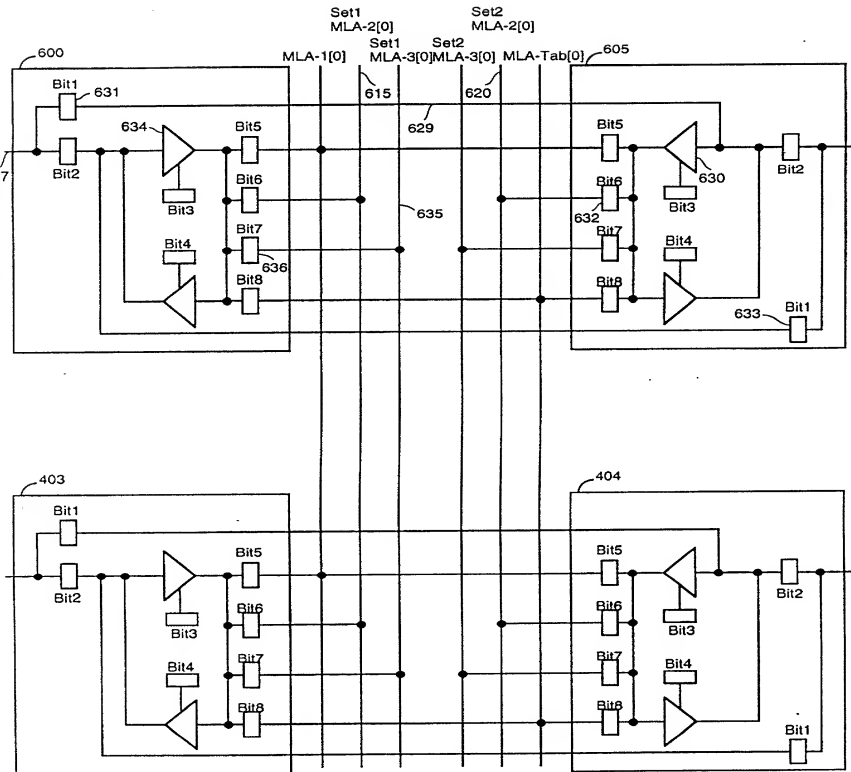 Set1
MLA-2[0]
Set2
MLA-2[0]
Set1
MLA-3[0]
Set2
MLA-3[0]
MLA-1[0]
MLA-Tab[0}
600
605
615
620
Bit1
631
629
634
Bit5
Bit5
Bit2
7
630
Bit2
Bit3
Bit6
Bit6
632
Bit3
635
Bit4
Bit7
636
Bit7
Bit4
Bit8
Bit8
633
Bit1
403
404
Bit1
Bit5
Bit5
Bit2
Bit2
Bit3
Bit6
Bit6
Bit3
Bit4
Bit7
Bit7
Bit4
Bit8
Bit8
Bit1